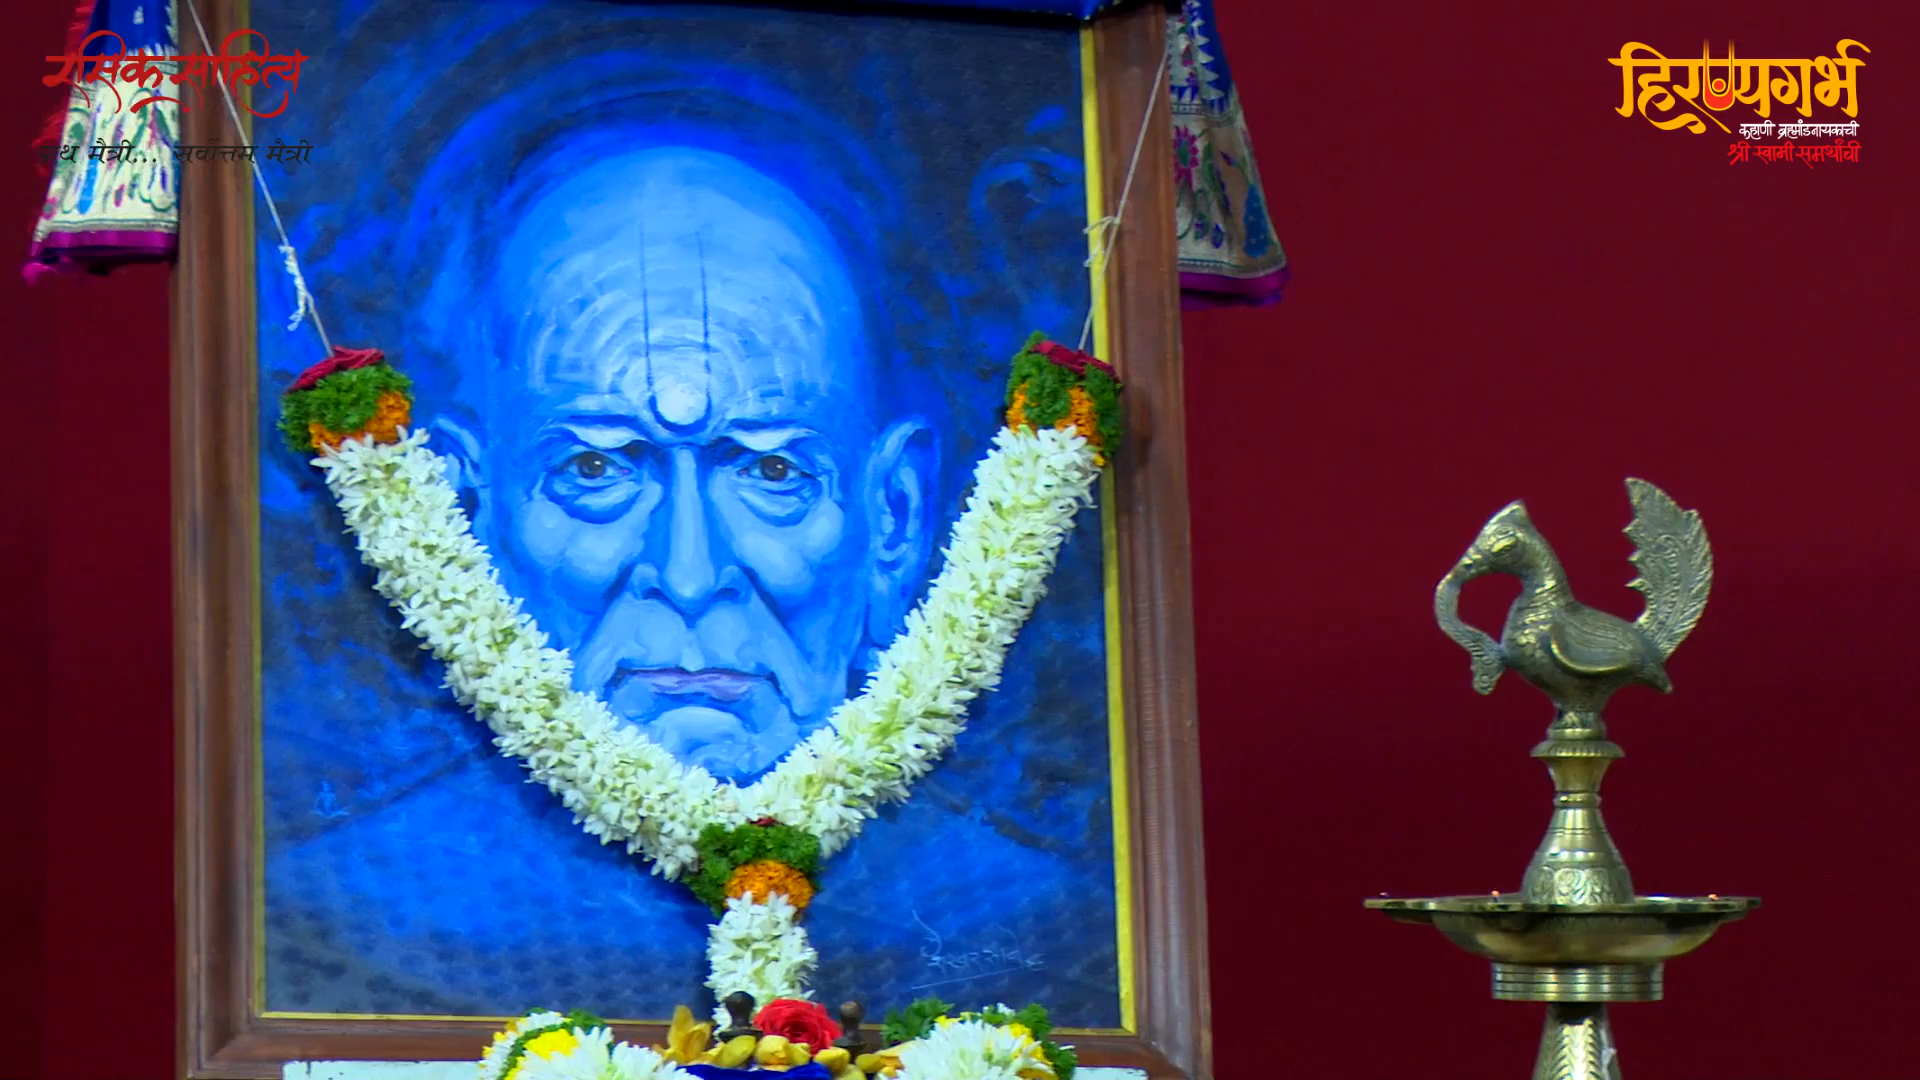 रसिक साहित्य
मैत्री... सर्वोत्तम मैत्री
हिरण्यगर्भ
कहाणी ब्रह्मांडनायकाची
श्री स्वामी समर्थांची